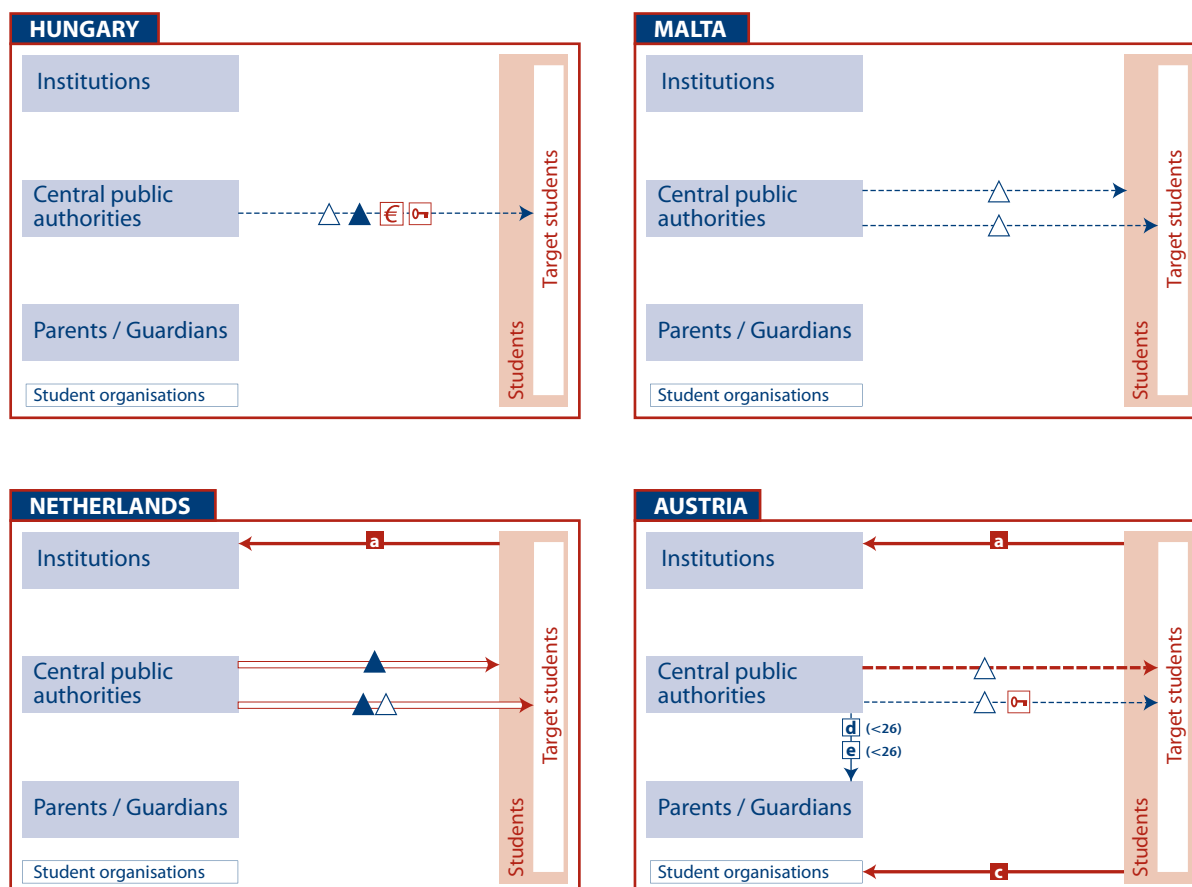 HUNGARY
Institutions
Central public
authorities
€
Parents / Guardians
Student organisations
Students
Target students
MALTA
Institutions
Central public
authorities
Parents / Guardians
Student organisations
Students
Target students
NETHERLANDS
Institutions
a
Central public
authorities
Parents / Guardians
Student organisations
Students
Target students
AUSTRIA
Institutions
a
Central public
authorities
d (<26)
e (<26)
Parents / Guardians
Student organisations
c
Students
Target students